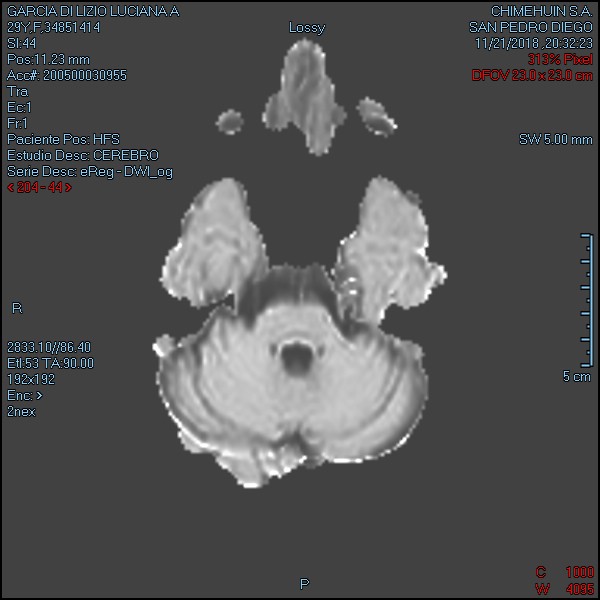 GARCIA DI LIZIO LUCIANA A
29Y,F,34851414
Sl:44
Pos:11.23 mm
Acc#: 200500030955
Tra
Ec:1
Fr:1
Paciente Pos: HFS
Estudio Desc: CEREBRO
Serie Desc: eReg - DWI_og
< 204 - 44 >
Lossy
CHIMEHUIN S.A.
SAN PEDRO DIEGO
11/21/2018 ,20:32:23
313% Pixel
DFOV 23.0 x 23.0 cm
SW 5.00 mm
R
2833.10//86.40
Etl:53 TA:90.00
192x192
Enc: >
2nex
5 cm
P
C 1000
W 4095